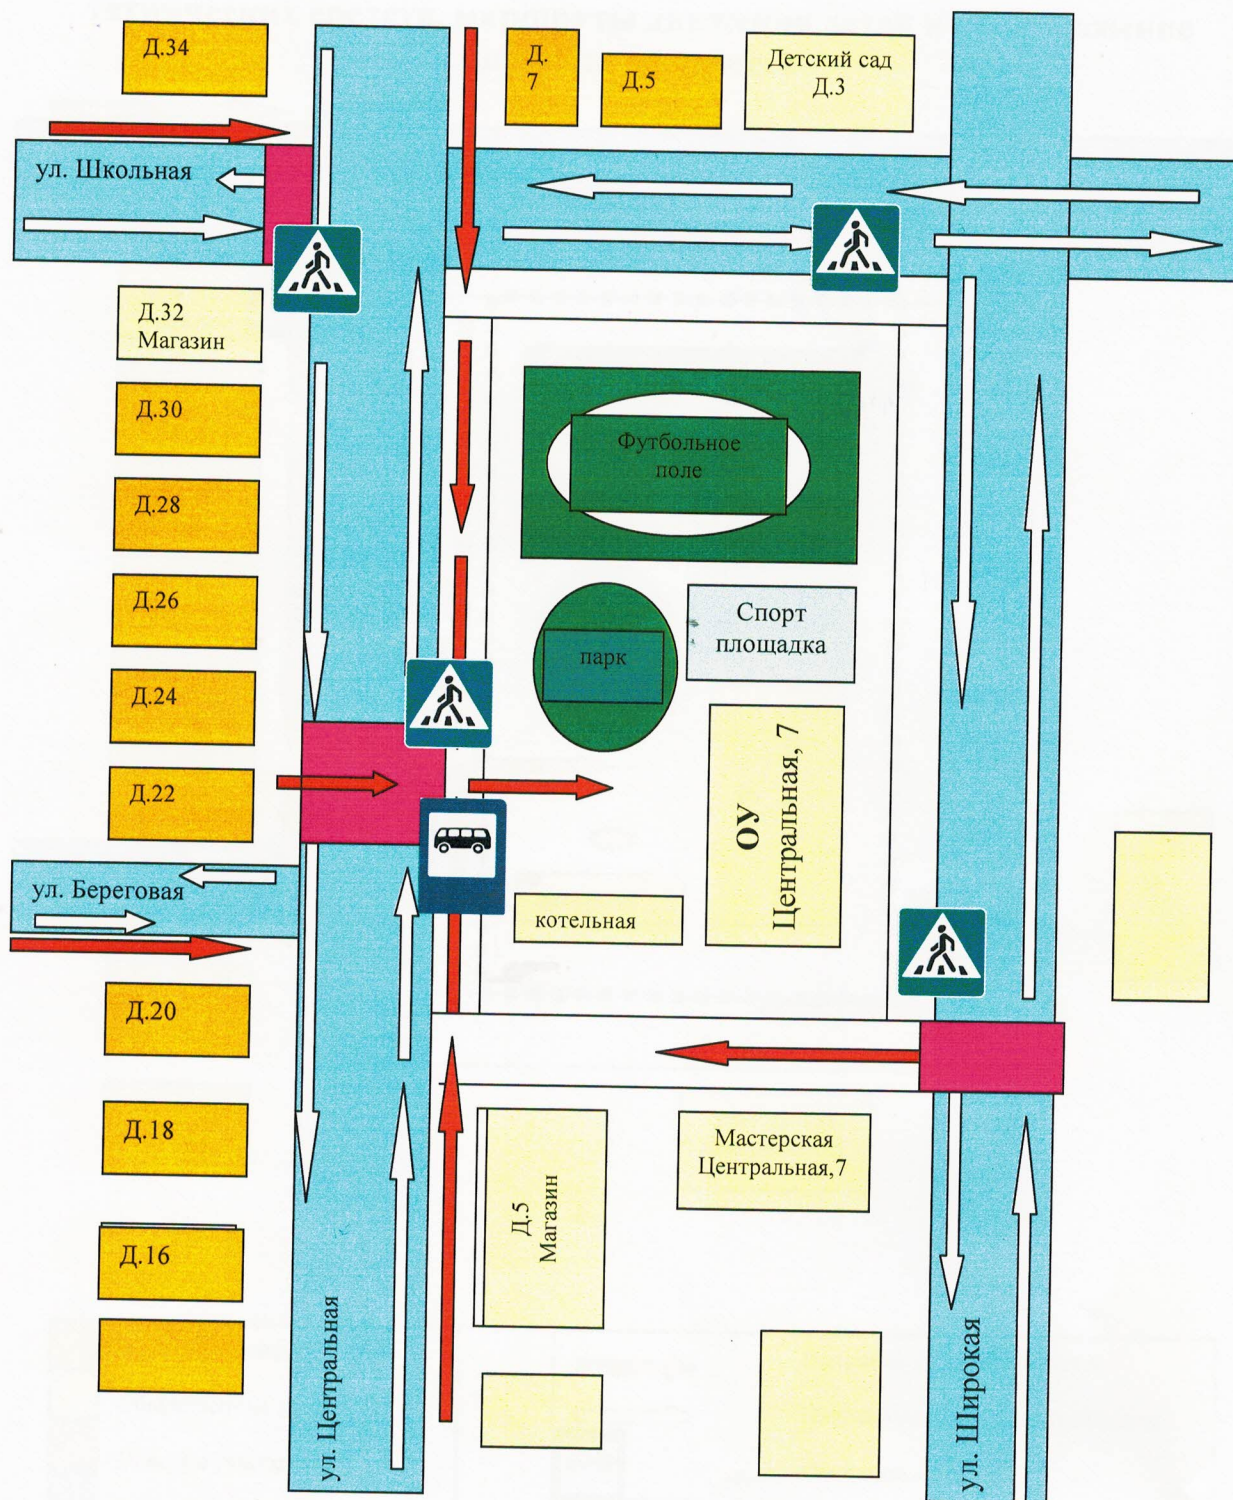 Д.34
Д.
7
Д.5
Детский сад
Д.3
ул. Школьная
Д.32
Магазин
Д.30
Футбольное
поле
Д.28
Д.26
Спорт
площадка
парк
Д.24
ОУ
Центральная, 7
Д.22
ул. Береговая
котельная
Д.20
Д.18
Мастерская
Центральная,7
Д.5
Магазин
Д.16
ул. Центральная
ул. Широкая